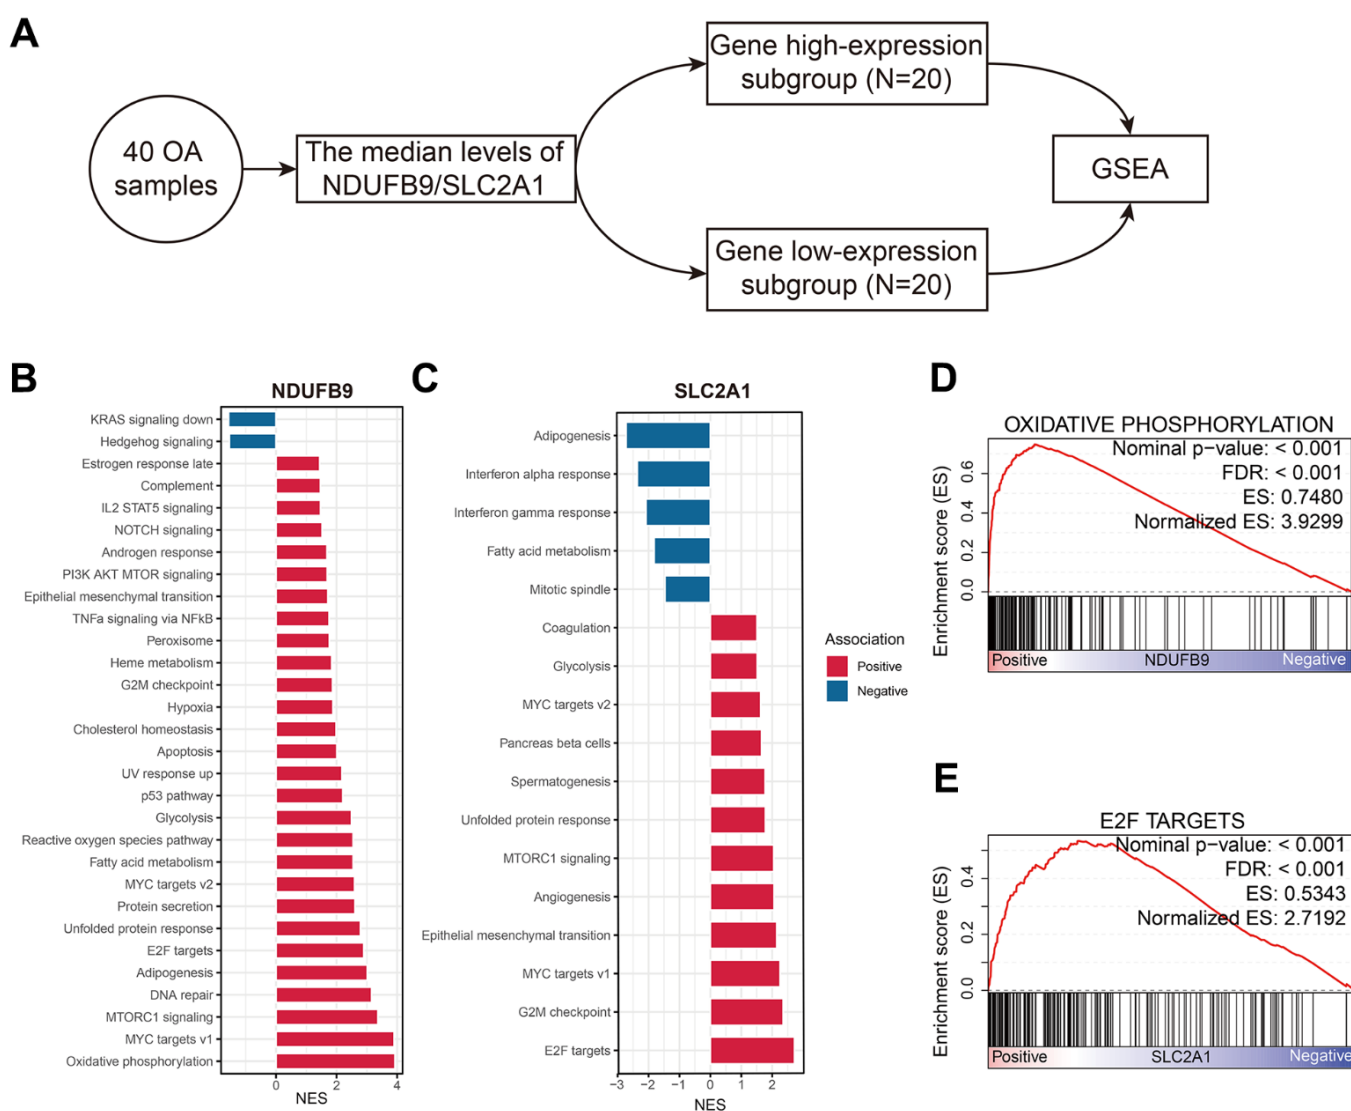 A
40 OA
samples
The median levels of
NDUFB9/SLC2A1
Gene high-expression
subgroup (N=20)
Gene low-expression
subgroup (N=20)
GSEA
B
NDUFB9
KRAS signaling down
Hedgehog signaling
Estrogen response late
Complement
IL2 STAT5 signaling
NOTCH signaling
Androgen response
PI3K AKT MTOR signaling
Epithelial mesenchymal transition
TNFa signaling via NFkB
Peroxisome
Heme metabolism
G2M checkpoint
Hypoxia
Cholesterol homeostasis
Apoptosis
UV response up
p53 pathway
Glycolysis
Reactive oxygen species pathway
Fatty acid metabolism
MYC targets v2
Protein secretion
Unfolded protein response
E2F targets
Adipogenesis
DNA repair
MTORC1 signaling
MYC targets v1
Oxidative phosphorylation
0 2 4
NES
C
SLC2A1
Adipogenesis
Interferon alpha response
Interferon gamma response
Fatty acid metabolism
Mitotic spindle
Coagulation
Glycolysis
MYC targets v2
Pancreas beta cells
Spermatogenesis
Unfolded protein response
MTORC1 signaling
Angiogenesis
Epithelial mesenchymal transition
MYC targets v1
G2M checkpoint
E2F targets
−3 −2 −1 0 1 2 3
NES
Association
Positive
Negative
D
OXIDATIVE PHOSPHORYLATION
Nominal p−value: < 0.001
FDR: < 0.001
ES: 0.7480
Normalized ES: 3.9299
Enrichment score (ES)
0.6
0.4
0.2
0.0
Positive NDUFB9 Negative
E
E2F TARGETS
Nominal p−value: < 0.001
FDR: < 0.001
ES: 0.5343
Normalized ES: 2.7192
Enrichment score (ES)
0.4
0.2
0.0
Positive SLC2A1 Negative